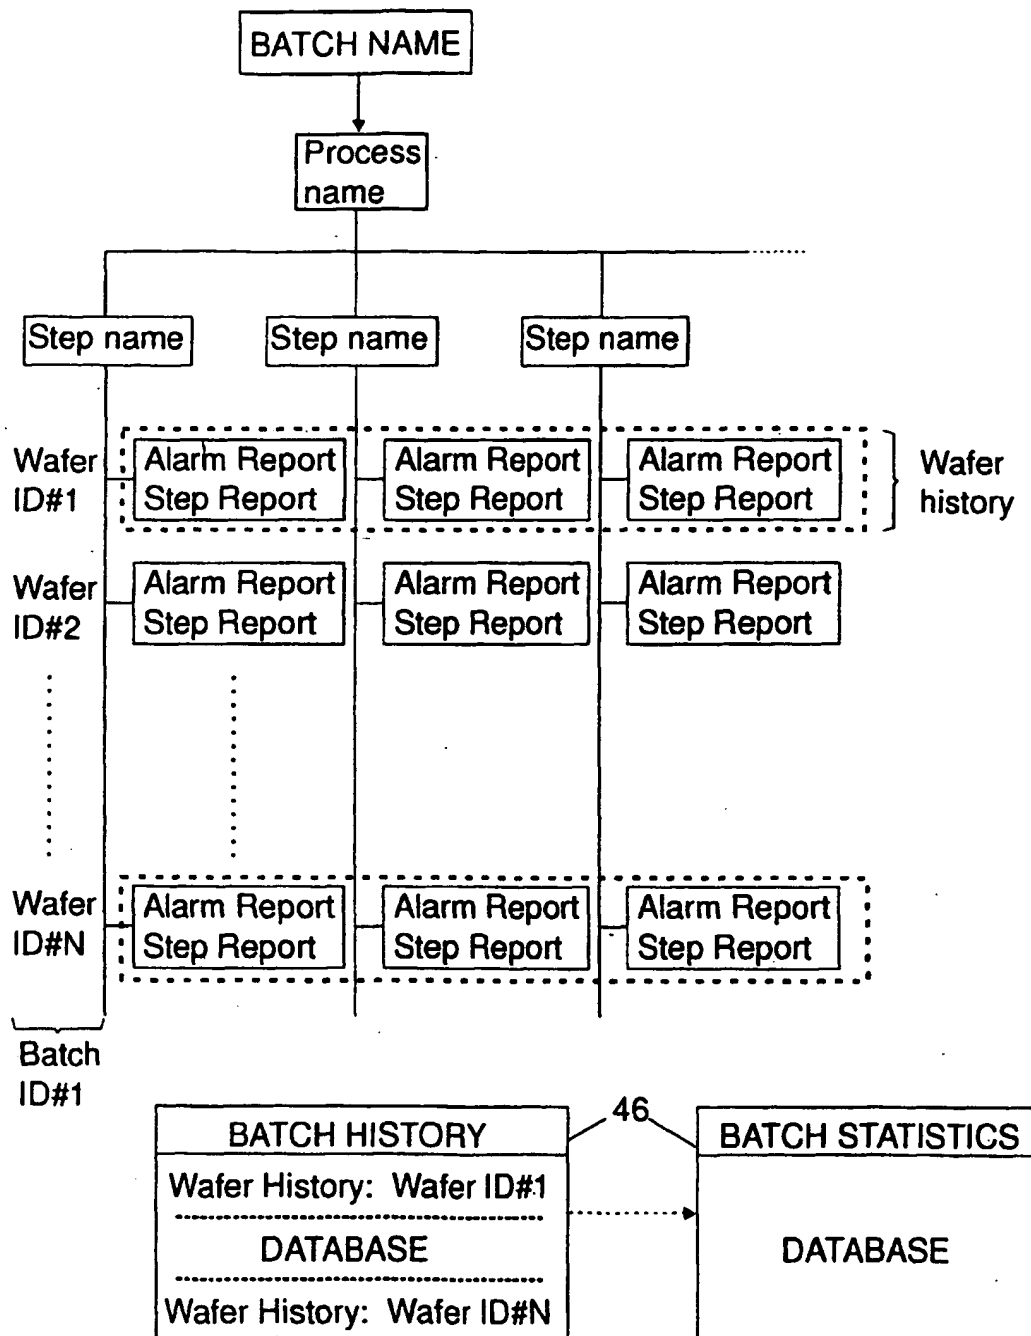 BATCH NAME
Process
name
Step name Step name Step name
Wafer
ID#1
Alarm Report
Step Report
Alarm Report
Step Report
Alarm Report
Step Report
Wafer
history
Wafer
ID#2
Alarm Report
Step Report
Alarm Report
Step Report
Alarm Report
Step Report
Wafer
ID#N
Alarm Report
Step Report
Alarm Report
Step Report
Alarm Report
Step Report
Batch
ID#1
46
BATCH HISTORY
Wafer History: Wafer ID#1
DATABASE
Wafer History: Wafer ID#N
BATCH STATISTICS
DATABASE